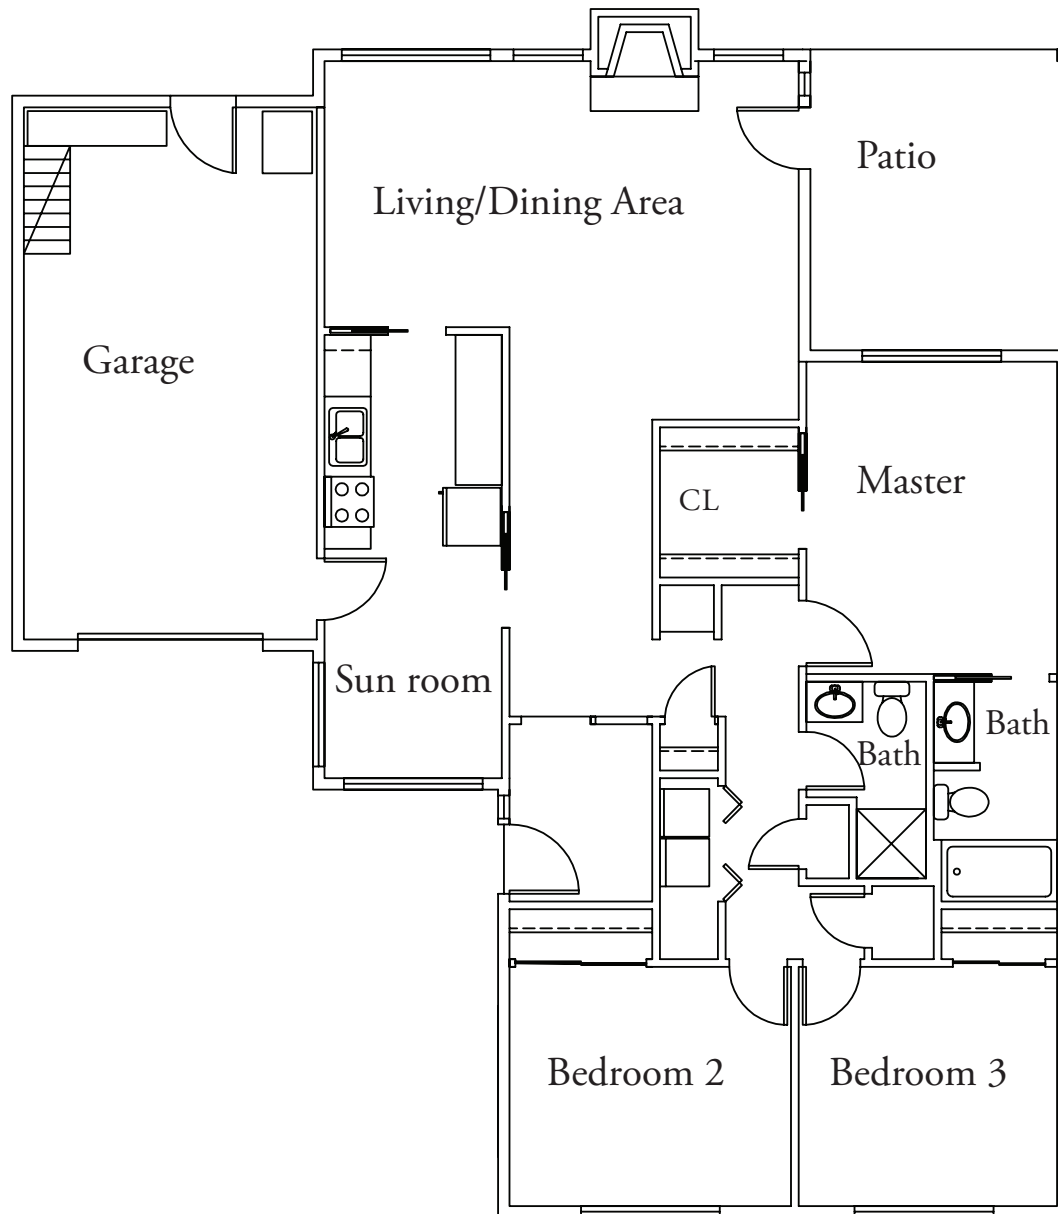 Patio
Living/Dining Area
Garage
Master
CL
Sun room
Bath
Bath
Bedroom 2
Bedroom 3